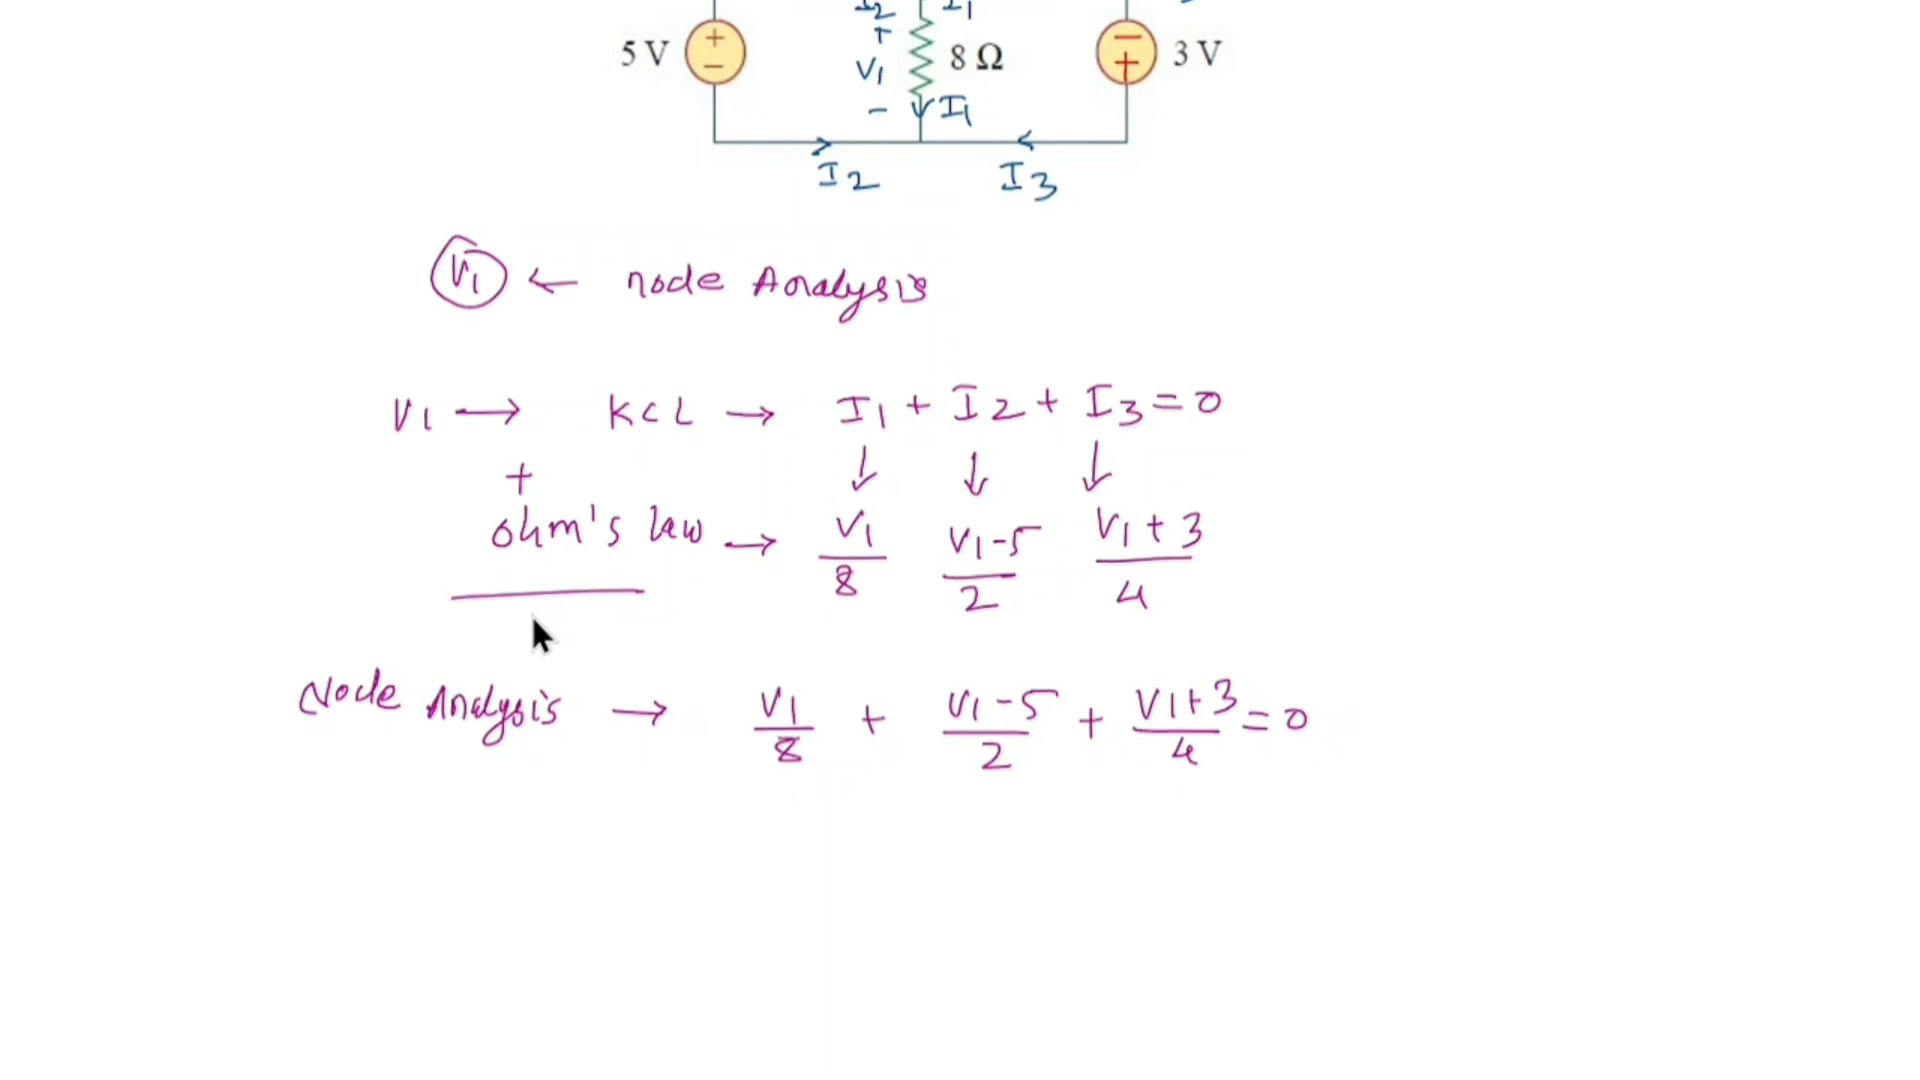 I2 I1
5 V + − + V1 − 8 Ω − + 3 V
I1
I2 I3
V1 ← node Analysis
V1 → KCL → I1 + I2 + I3 = 0
+ ↓ ↓ ↓
ohm's law → V1/8 V1-5/2 V1+3/4
Node Analysis → V1/8 + V1-5/2 + V1+3/4 = 0